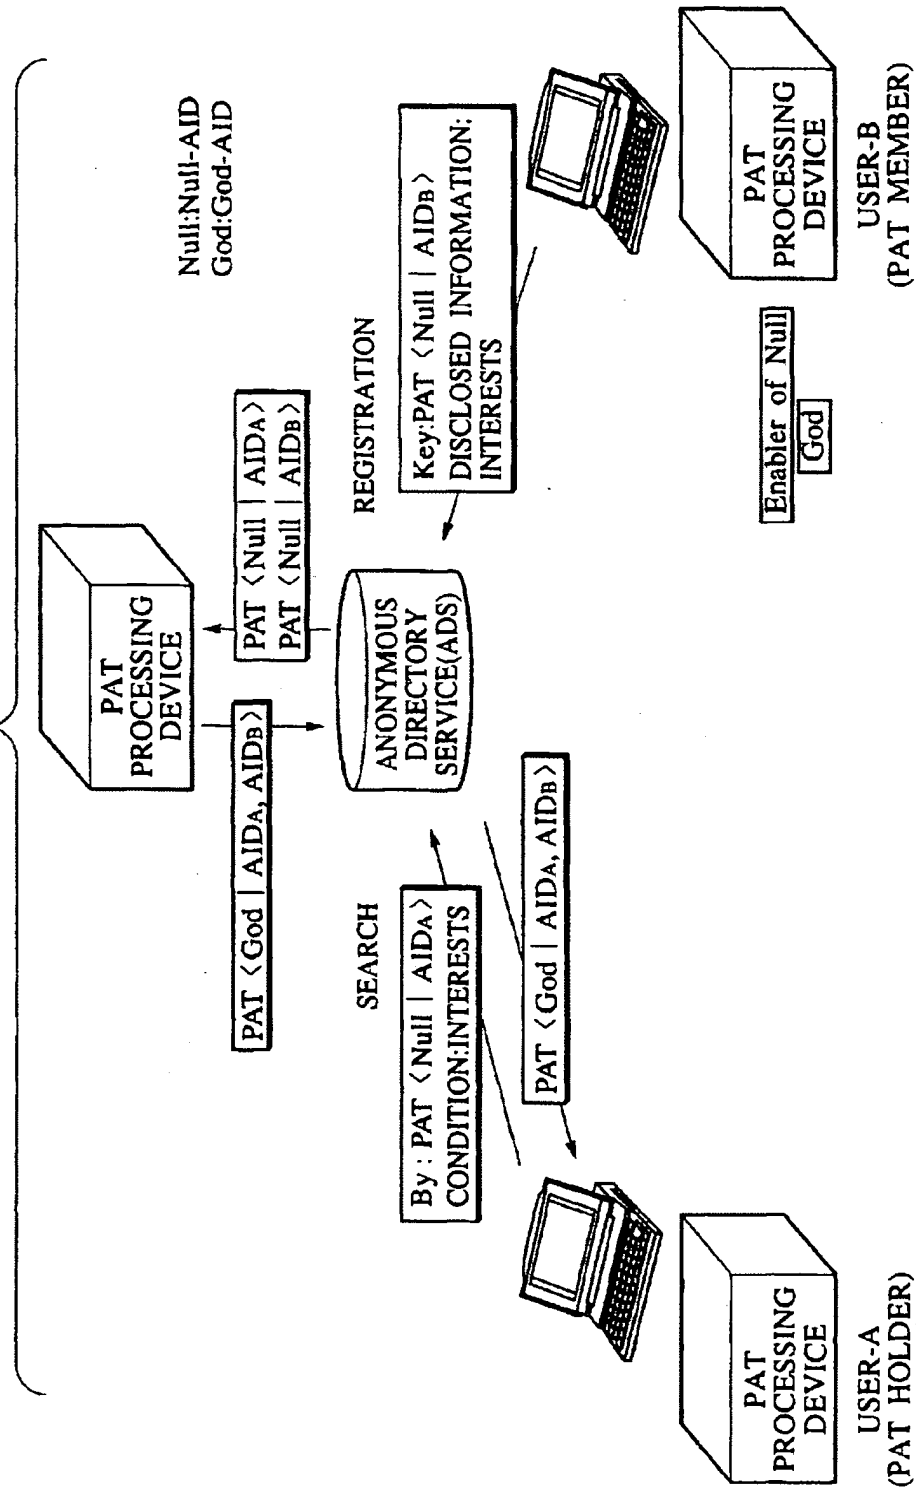 Null:Null-AID
God:God-AID
PAT
PROCESSING
DEVICE
PAT <God | AIDA, AIDB>
PAT <Null | AIDA>
PAT <Null | AIDB>
SEARCH
REGISTRATION
ANONYMOUS
DIRECTORY
SERVICE(ADS)
By : PAT <Null | AIDA>
CONDITION:INTERESTS
Key:PAT <Null | AIDB>
DISCLOSED INFORMATION:
INTERESTS
PAT <God | AIDA, AIDB>
PAT
PROCESSING
DEVICE
USER-A
(PAT HOLDER)
Enabler of Null
God
PAT
PROCESSING
DEVICE
USER-B
(PAT MEMBER)